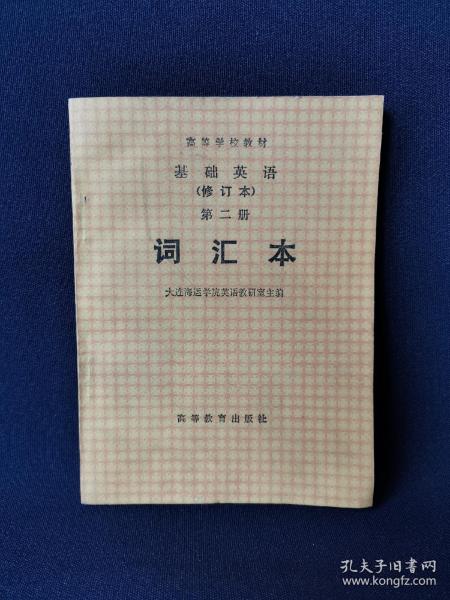 高等学校教材
基础英语
(修订本)
第二册
词汇本
大连海运学院英语教研室主编
高等教育出版社
孔夫子旧书网
www.kongfz.com